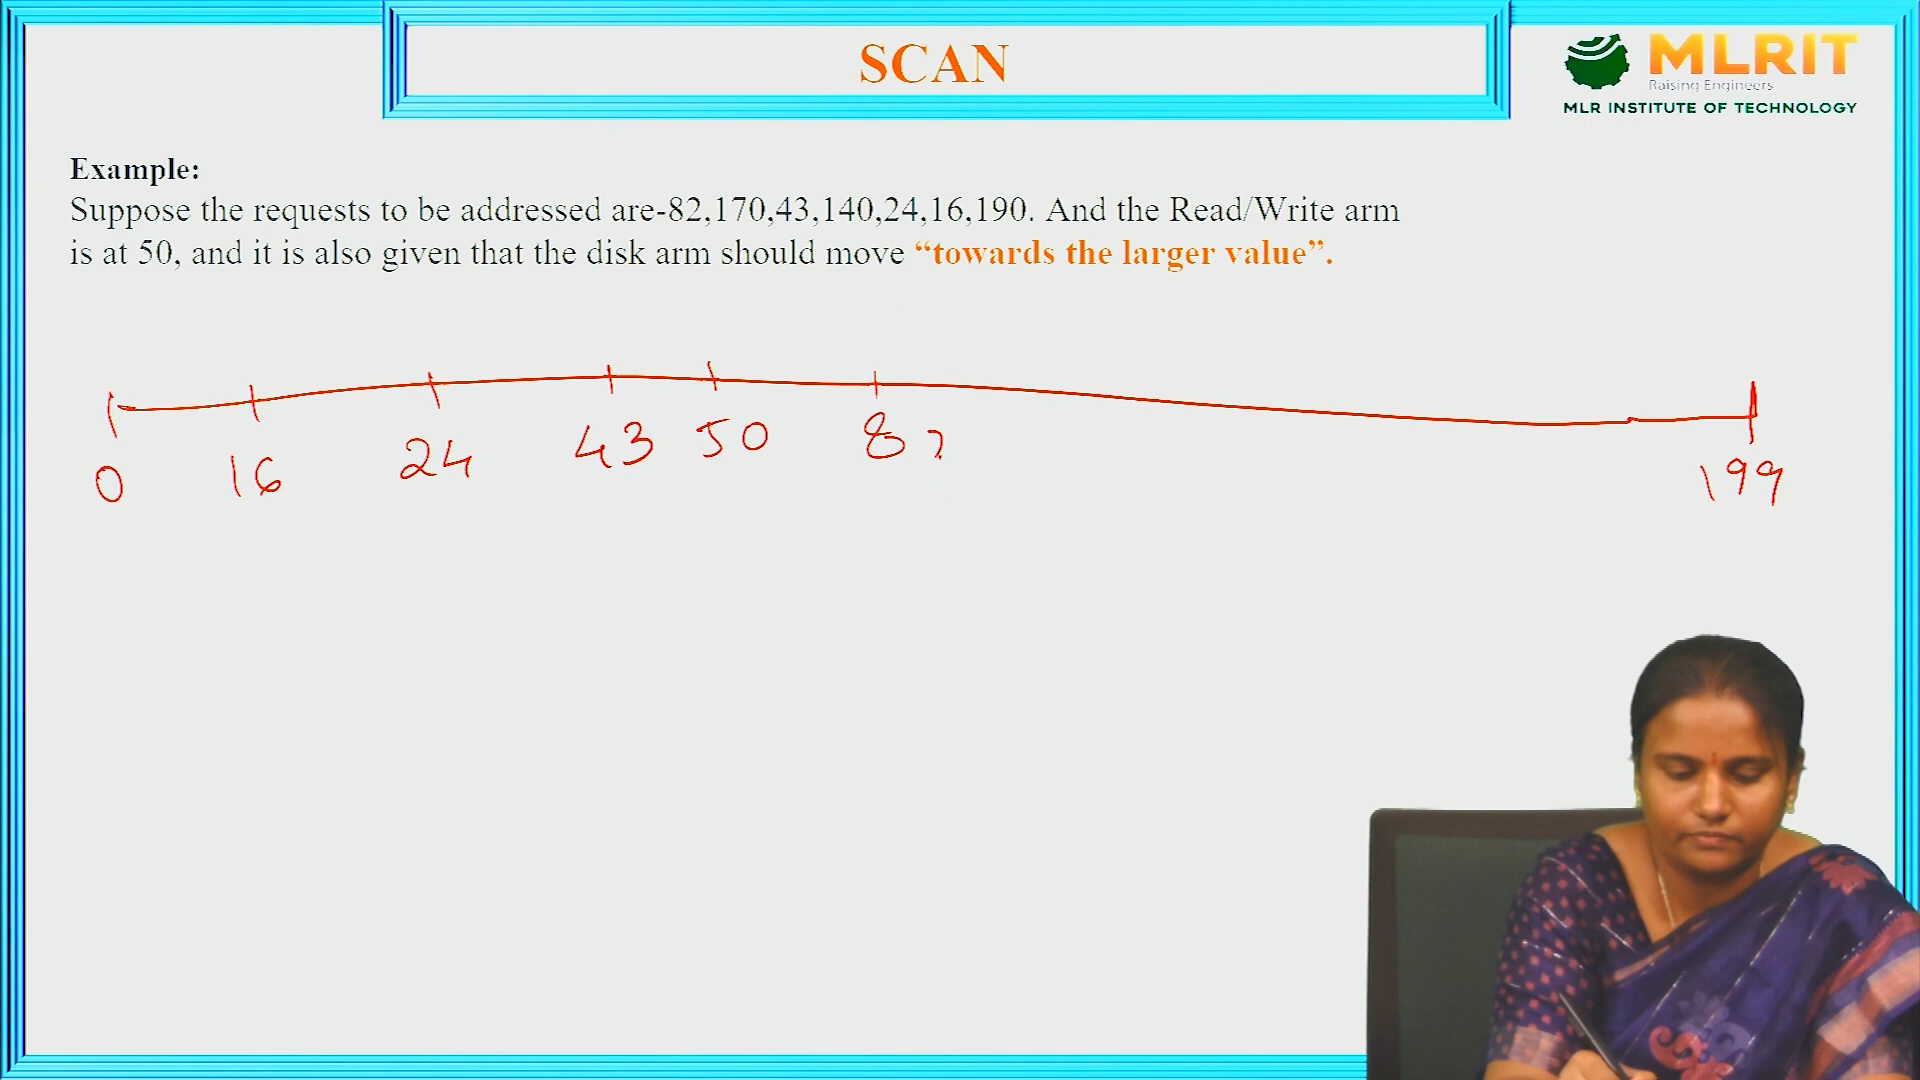 SCAN
MLRIT
Raising Engineers
MLR INSTITUTE OF TECHNOLOGY
Example:
Suppose the requests to be addressed are-82,170,43,140,24,16,190. And the Read/Write arm
is at 50, and it is also given that the disk arm should move “towards the larger value”.
0 16 24 43 50 82 199